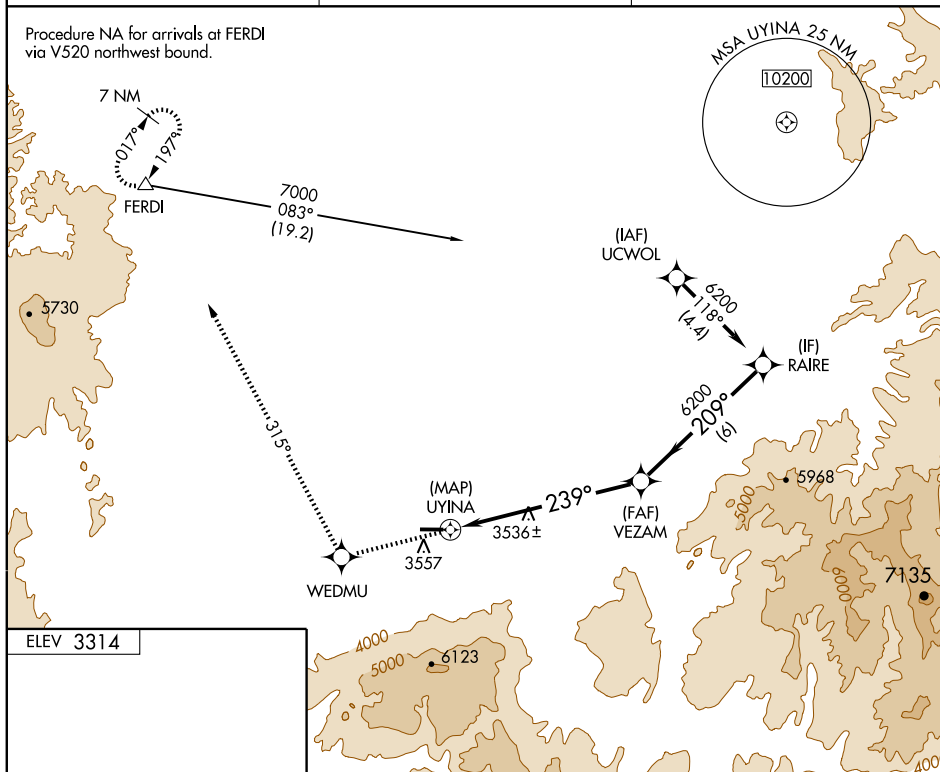 Procedure NA for arrivals at FERDI
via V520 northwest bound.
MSA UYINA 25 NM
10200
7 NM
017°
197°
FERDI
7000
083°
(19.2)
(IAF)
UCWOL
6200
118°
(4.4)
(IF)
RAIRE
5730
6200
209°
(6)
315°
5968
5000
(MAP)
UYINA
239°
3536±
(FAF)
VEZAM
3557
WEDMU
6000
7135
ELEV 3314
4000
5000
6123
4000